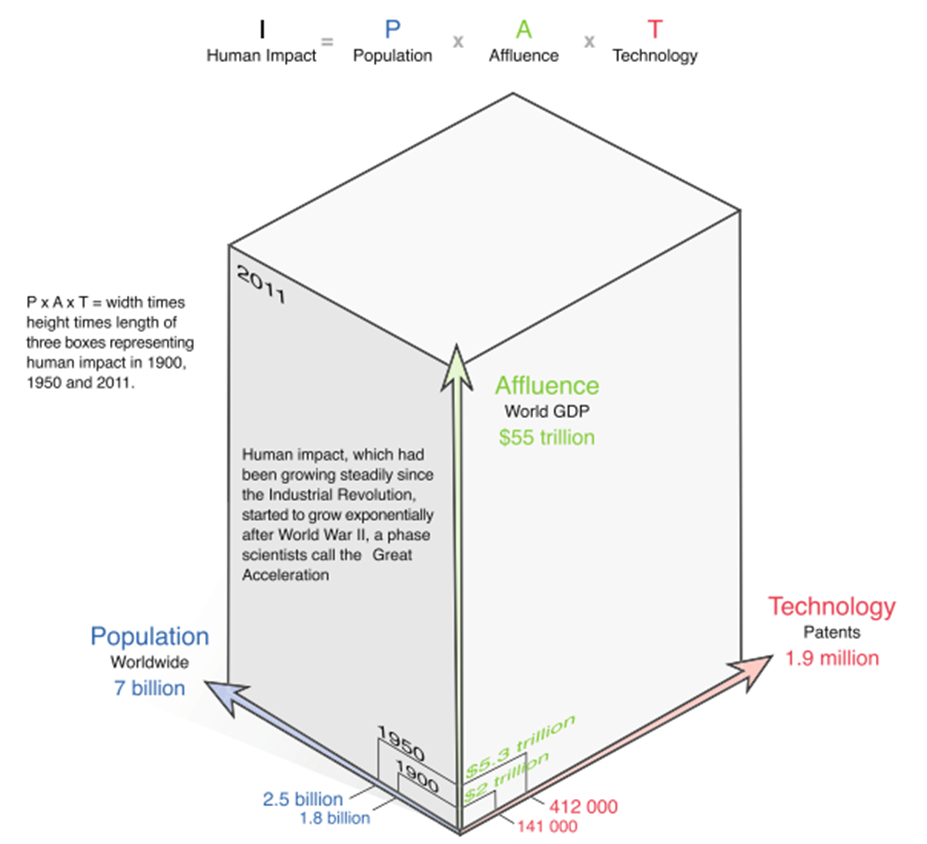 I = P x A x T
Human Impact Population Affluence Technology
2011
P x A x T = width times
height times length of
three boxes representing
human impact in 1900,
1950 and 2011.
Affluence
World GDP
$55 trillion
Human impact, which had
been growing steadily since
the Industrial Revolution,
started to grow exponentially
after World War II, a phase
scientists call the Great
Acceleration
Technology
Patents
1.9 million
Population
Worldwide
7 billion
1950
$5.3 trillion
1900
$2 trillion
2.5 billion
412 000
1.8 billion
141 000